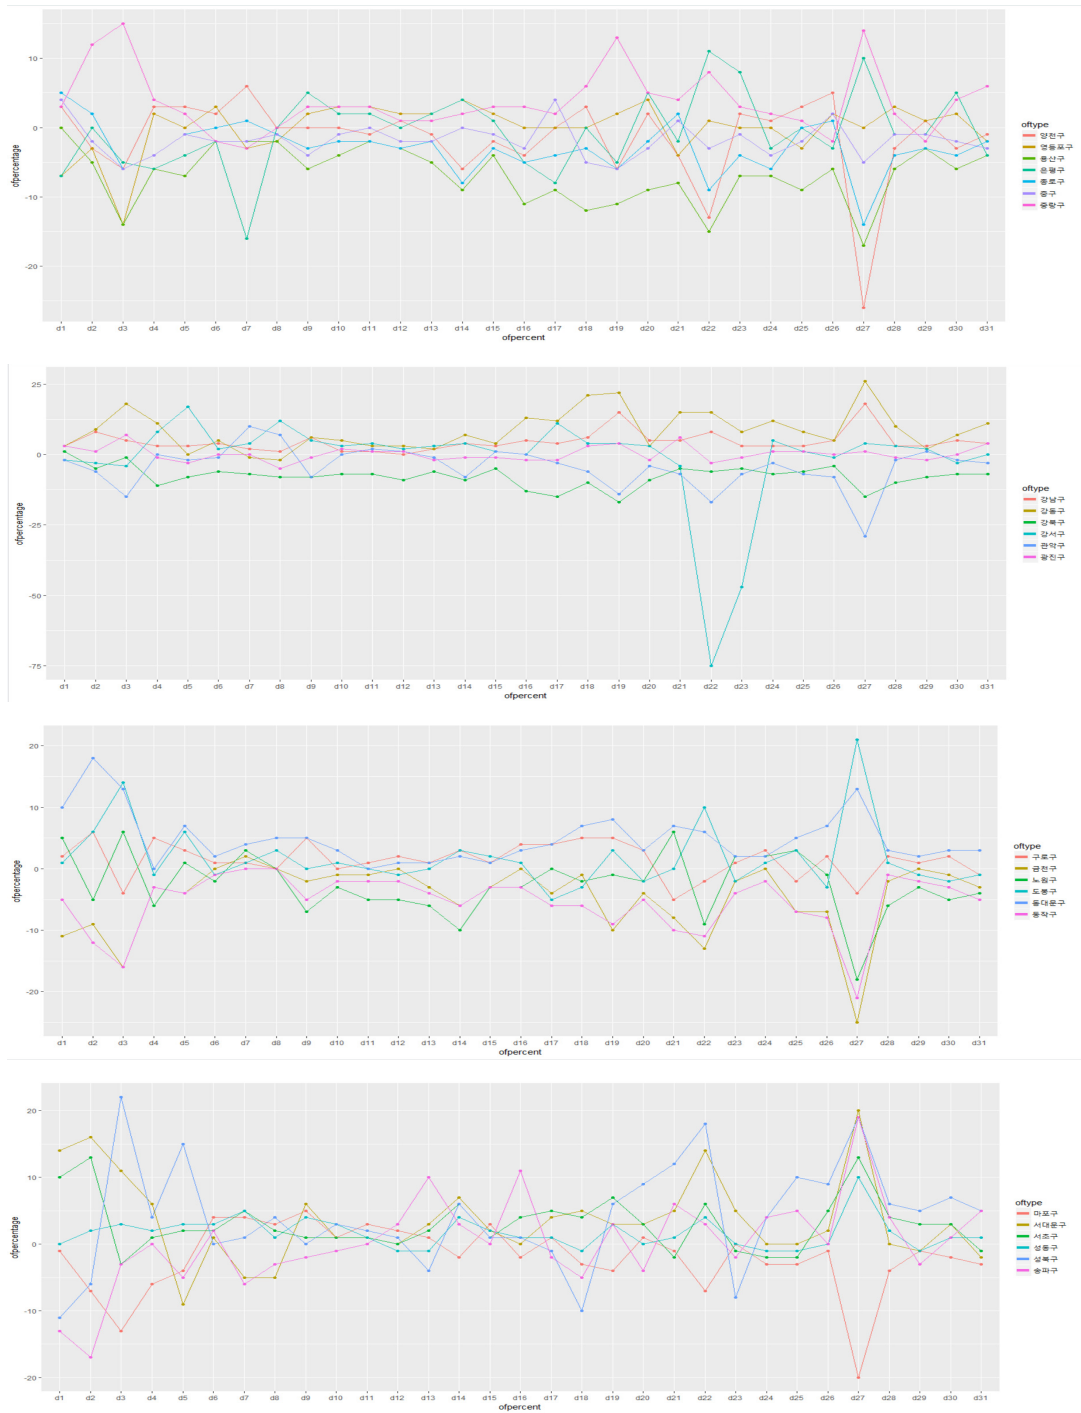 10
0
-10
-20
ofpercentage
d1 d2 d3 d4 d5 d6 d7 d8 d9 d10 d11 d12 d13 d14 d15 d16 d17 d18 d19 d20 d21 d22 d23 d24 d25 d26 d27 d28 d29 d30 d31
ofpercent
oftype
양천구
영등포구
용산구
은평구
종로구
중구
중랑구
25
0
-25
-50
-75
ofpercentage
d1 d2 d3 d4 d5 d6 d7 d8 d9 d10 d11 d12 d13 d14 d15 d16 d17 d18 d19 d20 d21 d22 d23 d24 d25 d26 d27 d28 d29 d30 d31
ofpercent
oftype
강남구
강동구
강북구
강서구
관악구
광진구
20
10
0
-10
-20
ofpercentage
d1 d2 d3 d4 d5 d6 d7 d8 d9 d10 d11 d12 d13 d14 d15 d16 d17 d18 d19 d20 d21 d22 d23 d24 d25 d26 d27 d28 d29 d30 d31
ofpercent
oftype
구로구
금천구
노원구
도봉구
동대문구
동작구
20
10
0
-10
-20
ofpercentage
d1 d2 d3 d4 d5 d6 d7 d8 d9 d10 d11 d12 d13 d14 d15 d16 d17 d18 d19 d20 d21 d22 d23 d24 d25 d26 d27 d28 d29 d30 d31
ofpercent
oftype
마포구
서대문구
서초구
성동구
성북구
송파구